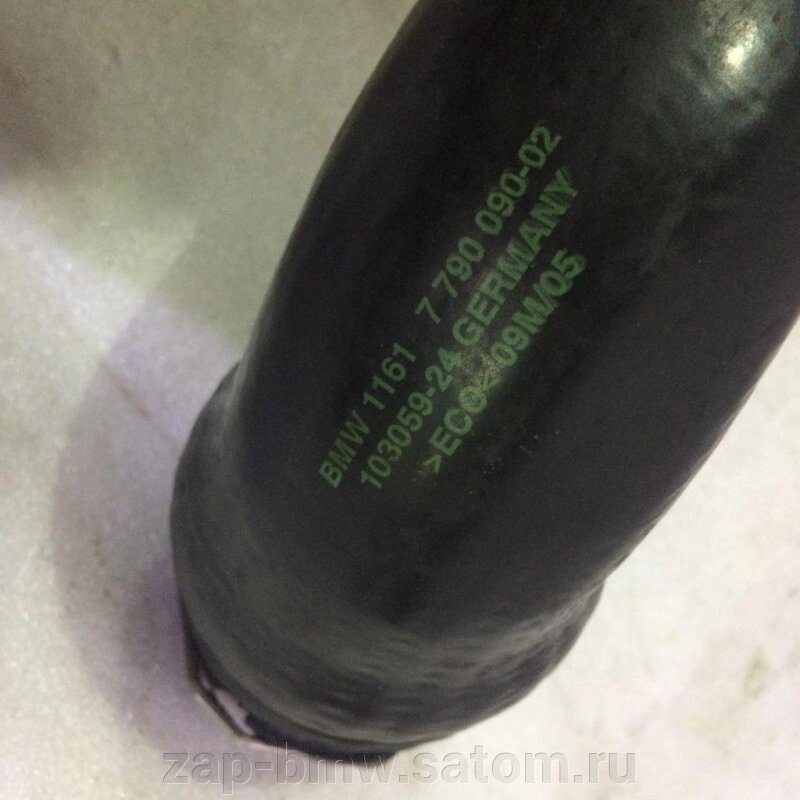 BMW 1161 7 790 090-02
103059-24 GERMANY
>ECO<09M/05
zap-bmw.satom.ru